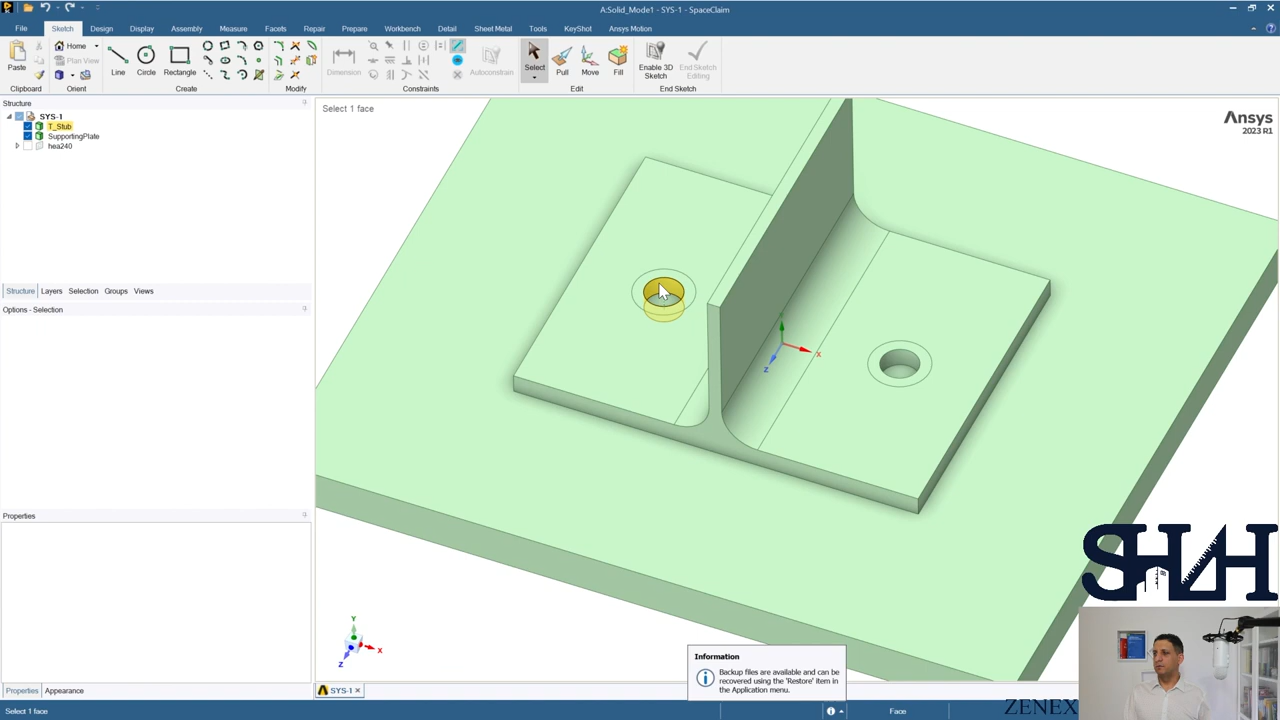 A:Solid_Mode1 - SYS-1 - SpaceClaim
File Sketch Design Display Assembly Measure Facets Repair Prepare Workbench Detail Sheet Metal Tools KeyShot Ansys Motion
Paste
Home
Plan View
Line Circle Rectangle
Dimension
Autoconstrain
Select Pull Move Fill
Enable 3D Sketch
End Sketch Editing
Clipboard Orient Create Modify Constraints Edit End Sketch
Structure
SYS-1
T_Stub
SupportingPlate
hea240
Structure Layers Selection Groups Views
Options - Selection
Properties
Properties Appearance
Select 1 face
Ansys
2023 R1
Y
X
Z
Y
X
Z
Information
Backup files are available and can be
recovered using the 'Restore' item in
the Application menu.
SYS-1
Select 1 face
Face
ZENEX